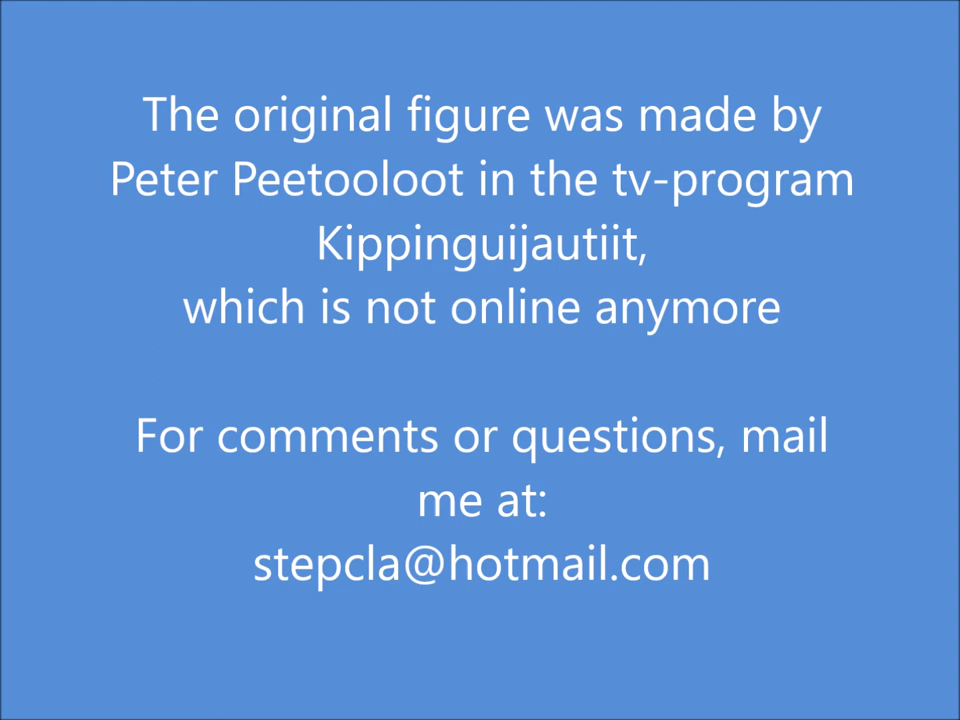 The original figure was made by
Peter Peetooloot in the tv-program
Kippinguijautiit,
which is not online anymore
For comments or questions, mail
me at:
stepcla@hotmail.com